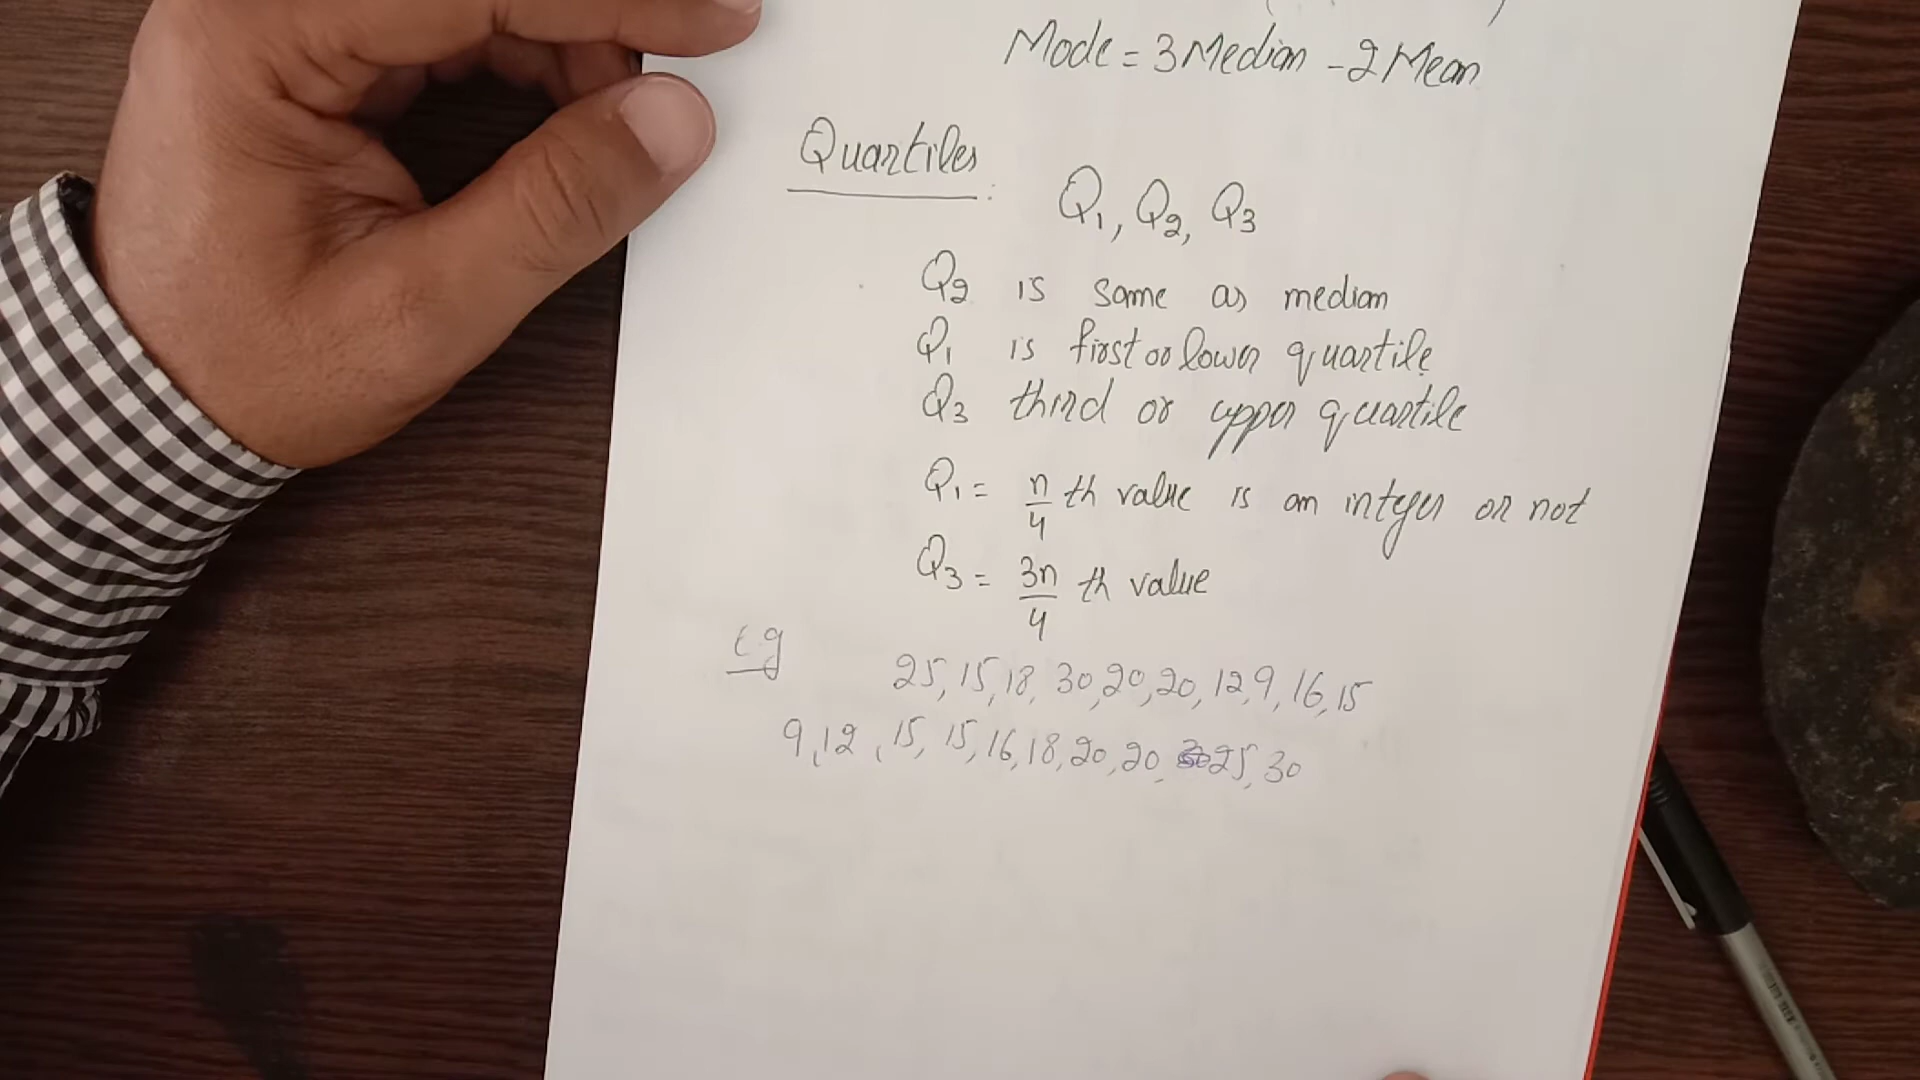 Mode = 3 Median - 2 Mean
Quartiles : Q1, Q2, Q3
Q2 is same as median
Q1 is first or lower quartile
Q3 third or upper quartile
Q1 = n/4 th value is an integer or not
Q3 = 3n/4 th value
E.g 25, 15, 18, 30, 20, 20, 12, 9, 16, 15
9, 12, 15, 15, 16, 18, 20, 20, 25, 30